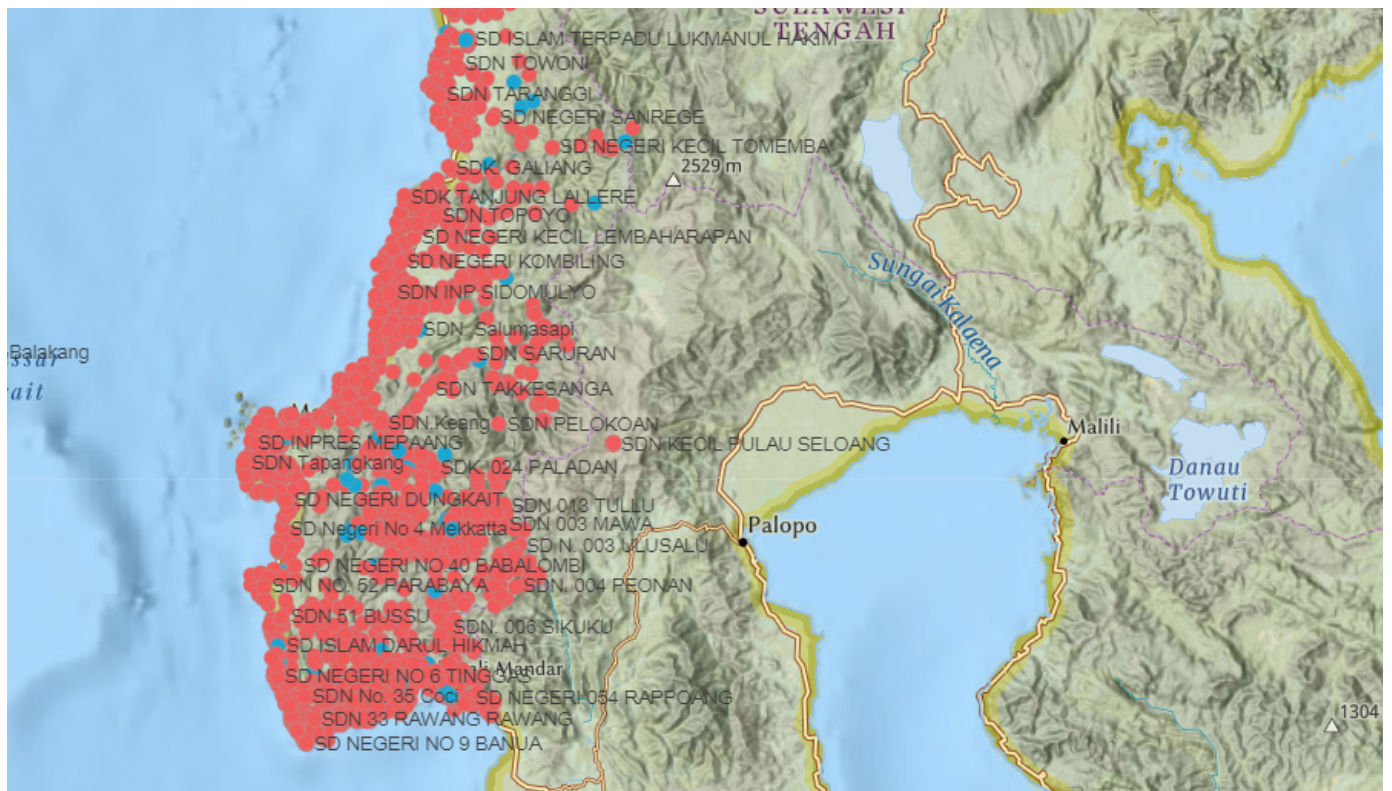 SULAWESI
TENGAH
SD ISLAM TERPADU LUKMANUL HAKIM
SDN TOWONI
SDN TARANGGI
SD NEGERI SANREGE
SD NEGERI KECIL TOMEMBA
SDK. GALIANG
2529 m
SDK TANJUNG LALLERE
SDN.TOPOYO
SD NEGERI KECIL LEMBAHARAPAN
SD NEGERI KOMBILING
Sungai Kalaena
SDN INP SIDOMULYO
SDN. Salumasapi
Balakang
ssar
ait
SDN SARURAN
SDN TAKKESANGA
SDN.Keang
SDN PELOKOAN
SD INPRES MEPAANG
SDN KECIL PULAU SELOANG
Malili
SDN Tapangkang
SDK. 024 PALADAN
Danau
Towuti
SD NEGERI DUNGKAIT
SDN 013 TULLU
SD Negeri No 4 Mekkatta
SDN 003 MAWA
Palopo
SD N. 003 ULUSALU
SD NEGERI NO.40 BABALOMBI
SDN NO. 52 PARABAYA
SDN. 004 PEONAN
SDN 51 BUSSU
SDN. 006 SIKUKU
SD ISLAM DARUL HIKMAH
li Mandar
SD NEGERI NO 6 TINGGAS
SDN No. 35 Coci
SD NEGERI 054 RAPPOANG
SDN 33 RAWANG RAWANG
1304
SD NEGERI NO 9 BANUA